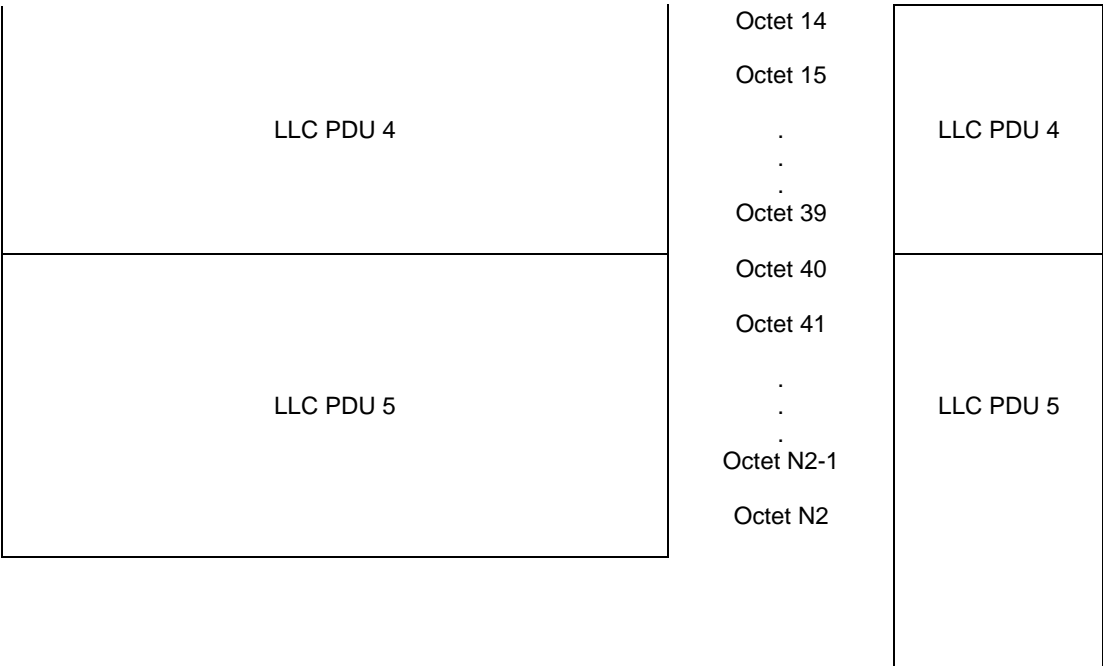 Octet 14
Octet 15
LLC PDU 4
.
LLC PDU 4
.
.
Octet 39
Octet 40
Octet 41
.
LLC PDU 5
.
LLC PDU 5
.
Octet N2-1
Octet N2